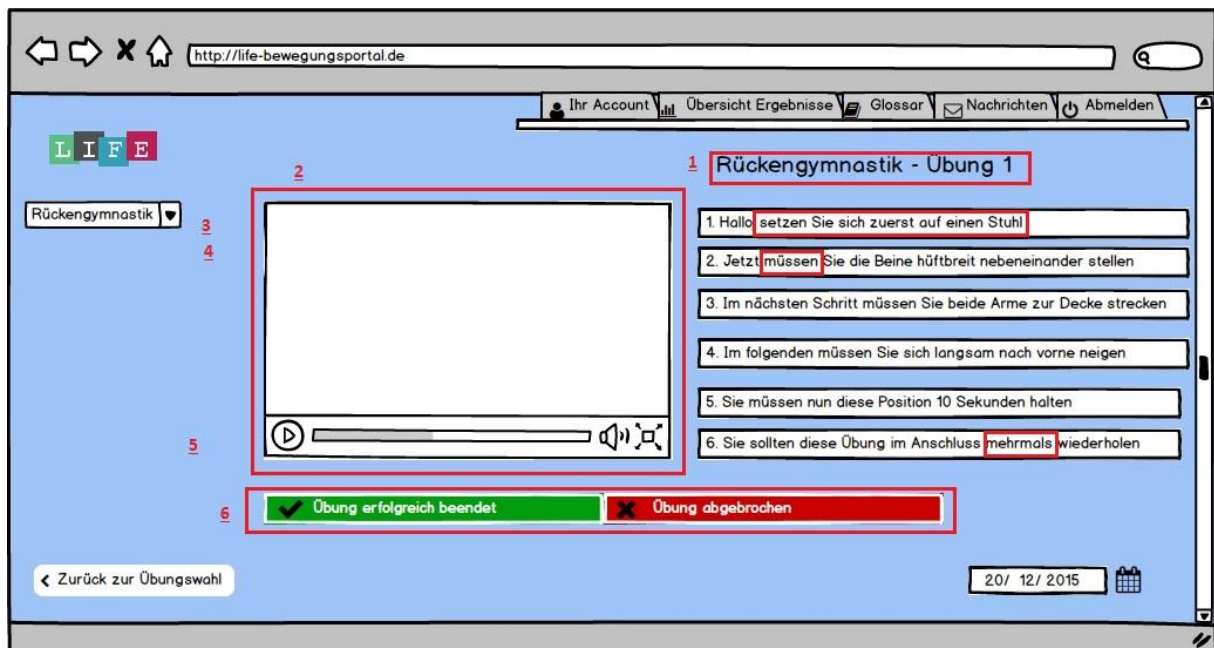 http://life-bewegungsportal.de
Ihr Account
Übersicht Ergebnisse
Glossar
Nachrichten
Abmelden
LIFE
1
Rückengymnastik - Übung 1
2
Rückengymnastik
3
4
1. Hallo setzen Sie sich zuerst auf einen Stuhl
2. Jetzt müssen Sie die Beine hüftbreit nebeneinander stellen
3. Im nächsten Schritt müssen Sie beide Arme zur Decke strecken
4. Im folgenden müssen Sie sich langsam nach vorne neigen
5. Sie müssen nun diese Position 10 Sekunden halten
6. Sie sollten diese Übung im Anschluss mehrmals wiederholen
5
6
Übung erfolgreich beendet
Übung abgebrochen
Zurück zur Übungswahl
20/ 12/ 2015